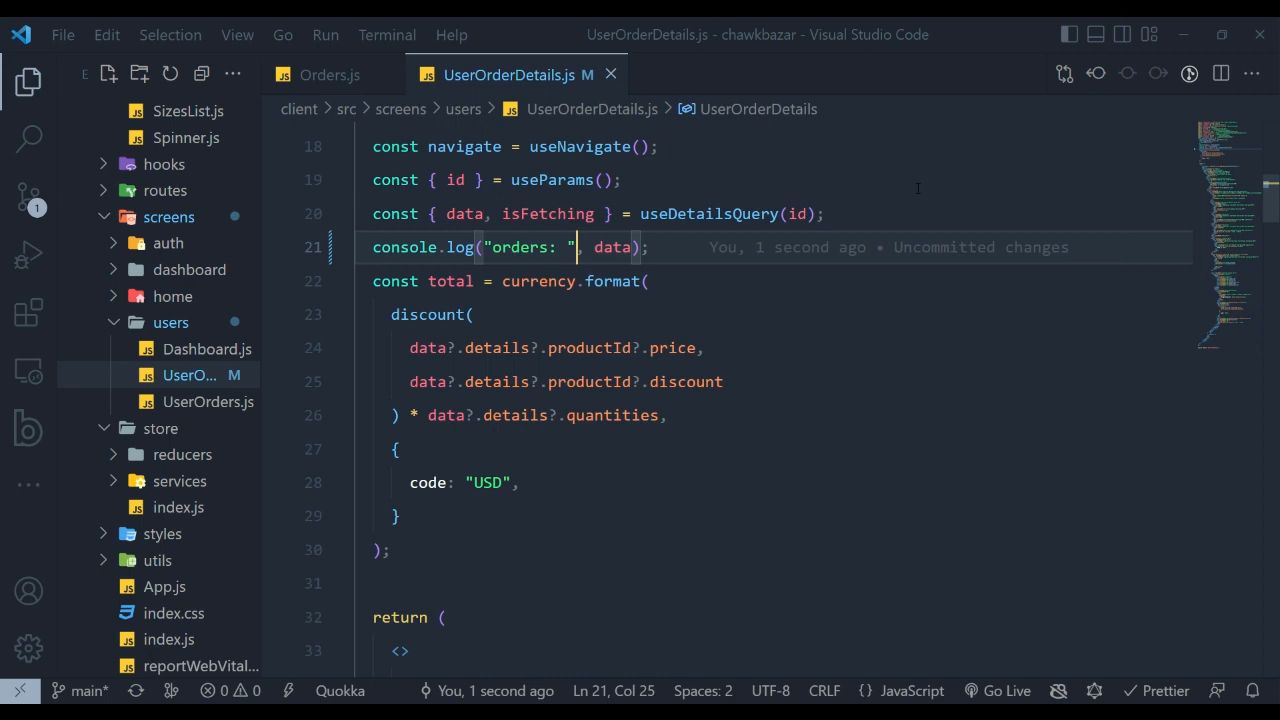 File Edit Selection View Go Run Terminal Help UserOrderDetails.js - chawkbazar - Visual Studio Code
E
Orders.js UserOrderDetails.js M
client > src > screens > users > UserOrderDetails.js > UserOrderDetails
SizesList.js
Spinner.js
hooks
routes
screens
auth
dashboard
home
users
Dashboard.js
UserO... M
UserOrders.js
store
reducers
services
index.js
styles
utils
App.js
index.css
index.js
reportWebVital...
1
18 const navigate = useNavigate();
19 const { id } = useParams();
20 const { data, isFetching } = useDetailsQuery(id);
21 console.log("orders: ", data); You, 1 second ago • Uncommitted changes
22 const total = currency.format(
23 discount(
24 data?.details?.productId?.price,
25 data?.details?.productId?.discount
26 ) * data?.details?.quantities,
27 {
28 code: "USD",
29 }
30 );
31
32 return (
33 <>
main* 0 0 Quokka You, 1 second ago Ln 21, Col 25 Spaces: 2 UTF-8 CRLF {} JavaScript Go Live Prettier